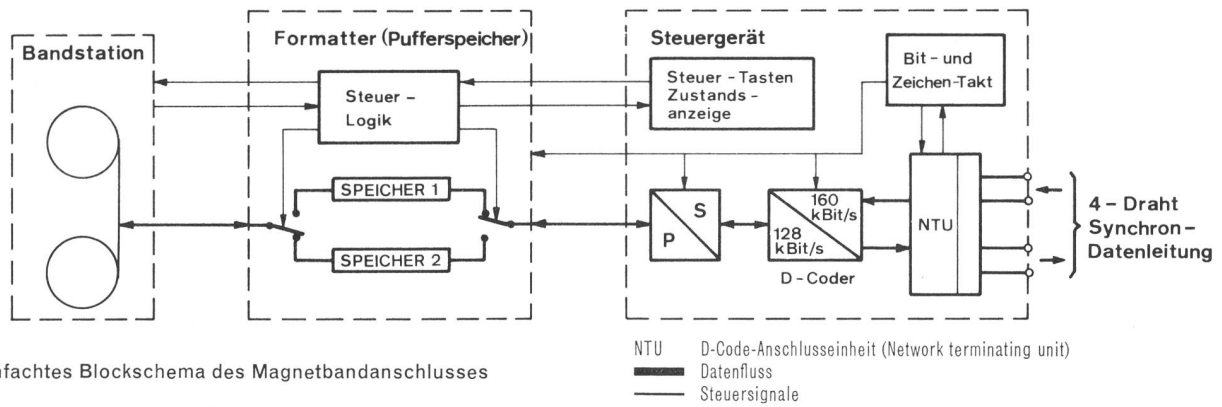 Bandstation
Formatter (Pufferspeicher)
Steuer-
Logik
SPEICHER 1
SPEICHER 2
Steuergerät
Steuer-Tasten
Zustands-
anzeige
Bit- und
Zeichen-Takt
S
P
160
kBit/s
128
kBit/s
D-Coder
NTU
4-Draht
Synchron-
Datenleitung
NTU D-Code-Anschlusseinheit (Network terminating unit)
Datenfluss
Steuersignale
nfachtes Blockschema des Magnetbandanschlusses